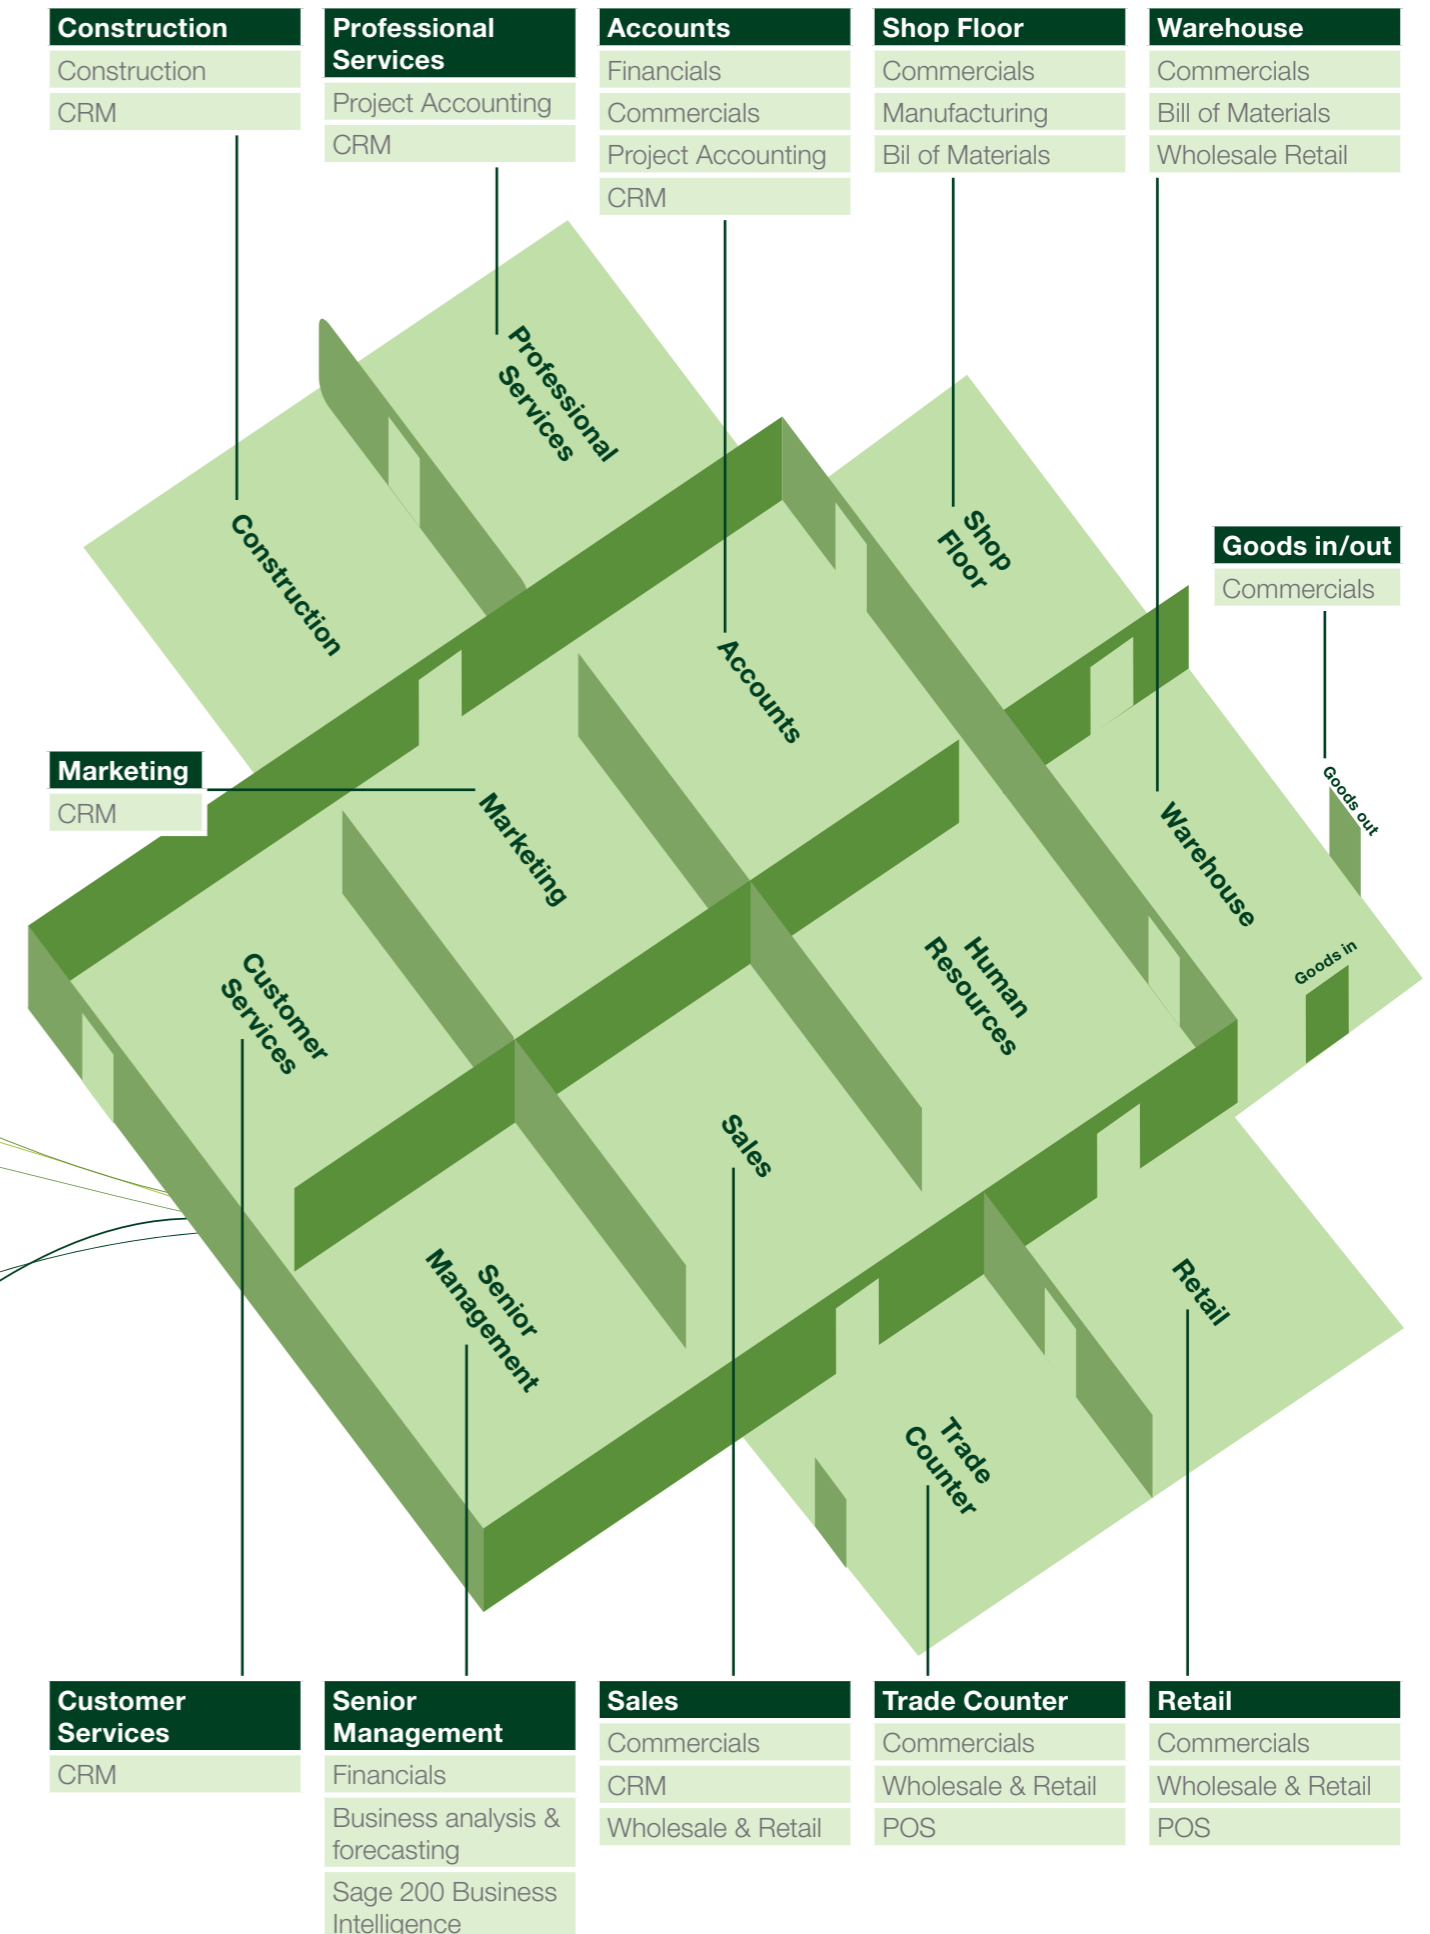 Construction
Construction
CRM
Professional
Services
Project Accounting
CRM
Accounts
Financials
Commercials
Project Accounting
CRM
Shop Floor
Commercials
Manufacturing
Bil of Materials
Warehouse
Commercials
Bill of Materials
Wholesale Retail
Goods in/out
Commercials
Professional
Services
Construction
Shop
Floor
Accounts
Marketing
CRM
Marketing
Goods out
Warehouse
Goods in
Customer
Services
Human
Resources
Sales
Senior
Management
Retail
Trade
Counter
Customer
Services
CRM
Senior
Management
Financials
Business analysis &
forecasting
Sage 200 Business
Intelligence
Sales
Commercials
CRM
Wholesale & Retail
Trade Counter
Commercials
Wholesale & Retail
POS
Retail
Commercials
Wholesale & Retail
POS